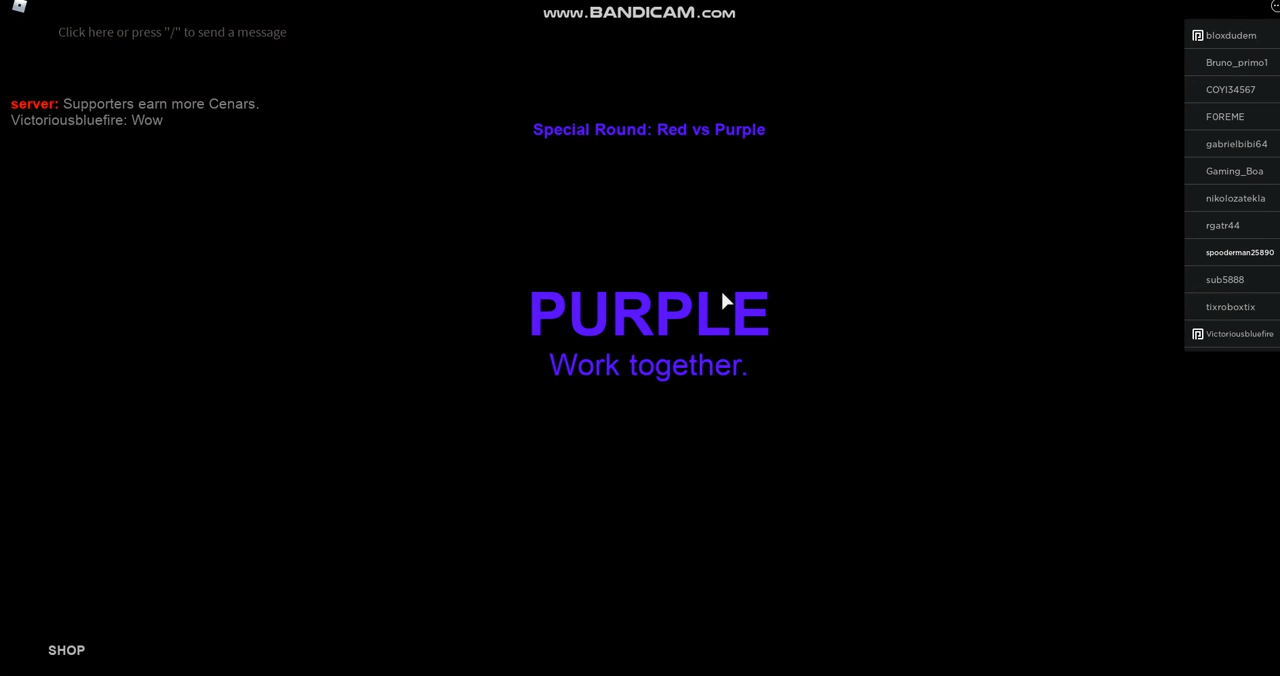 www.BANDICAM.com
Click here or press "/" to send a message
server: Supporters earn more Cenars.
Victoriousbluefire: Wow
Special Round: Red vs Purple
PURPLE
Work together.
SHOP
bloxdudem
Bruno_primo1
COYI34567
F0REME
gabrielbibi64
Gaming_Boa
nikolozatekla
rgatr44
spooderman25890
sub5888
tixroboxtix
Victoriousbluefire